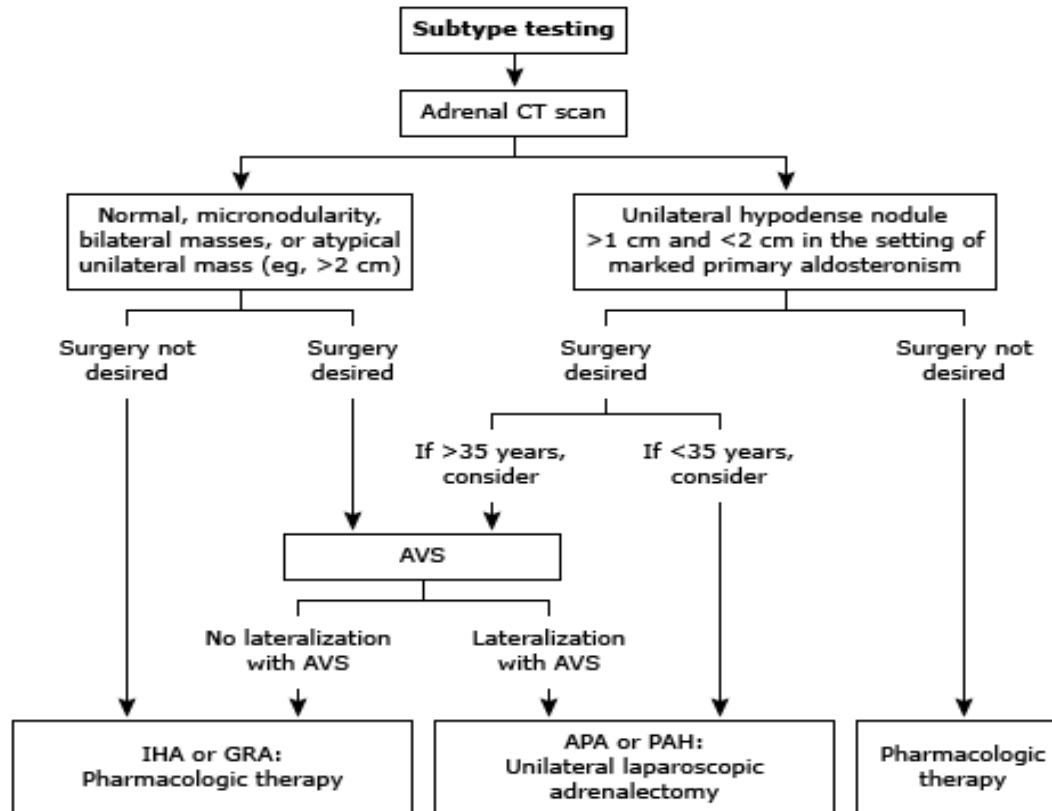 Subtype testing
Adrenal CT scan
Normal, micronodularity,
bilateral masses, or atypical
unilateral mass (eg, >2 cm)
Unilateral hypodense nodule
>1 cm and <2 cm in the setting of
marked primary aldosteronism
Surgery not
desired
Surgery
desired
Surgery
desired
Surgery not
desired
If >35 years,
consider
If <35 years,
consider
AVS
No lateralization
with AVS
Lateralization
with AVS
IHA or GRA:
Pharmacologic therapy
APA or PAH:
Unilateral laparoscopic
adrenalectomy
Pharmacologic
therapy